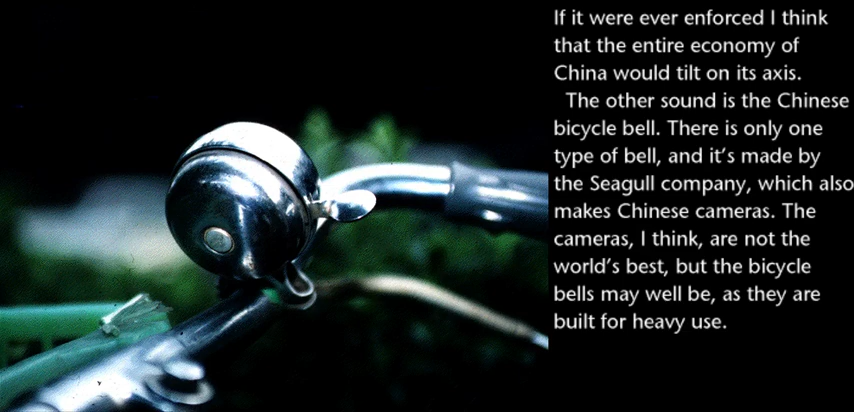 If it were ever enforced I think
that the entire economy of
China would tilt on its axis.
The other sound is the Chinese
bicycle bell. There is only one
type of bell, and it’s made by
the Seagull company, which also
makes Chinese cameras. The
cameras, I think, are not the
world’s best, but the bicycle
bells may well be, as they are
built for heavy use.